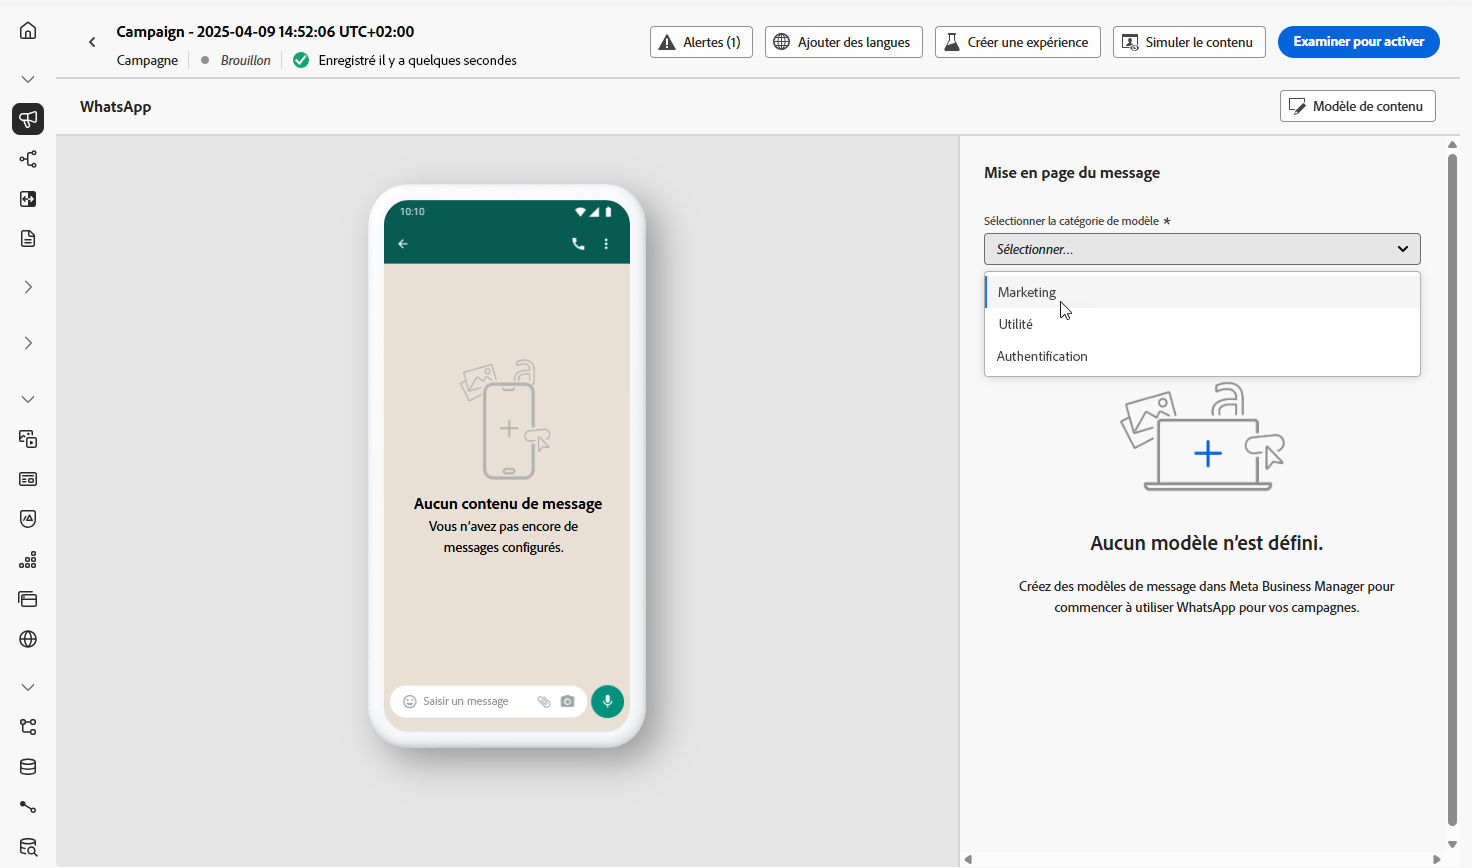 Campaign - 2025-04-09 14:52:06 UTC+02:00
Campagne
Brouillon
Enregistré il y a quelques secondes
Alertes (1)
Ajouter des langues
Créer une expérience
Simuler le contenu
Examiner pour activer
WhatsApp
Modèle de contenu
10:10
Aucun contenu de message
Vous n'avez pas encore de
messages configurés.
Saisir un message
Mise en page du message
Sélectionner la catégorie de modèle *
Sélectionner...
Marketing
Utilité
Authentification
Aucun modèle n'est défini.
Créez des modèles de message dans Meta Business Manager pour
commencer à utiliser WhatsApp pour vos campagnes.